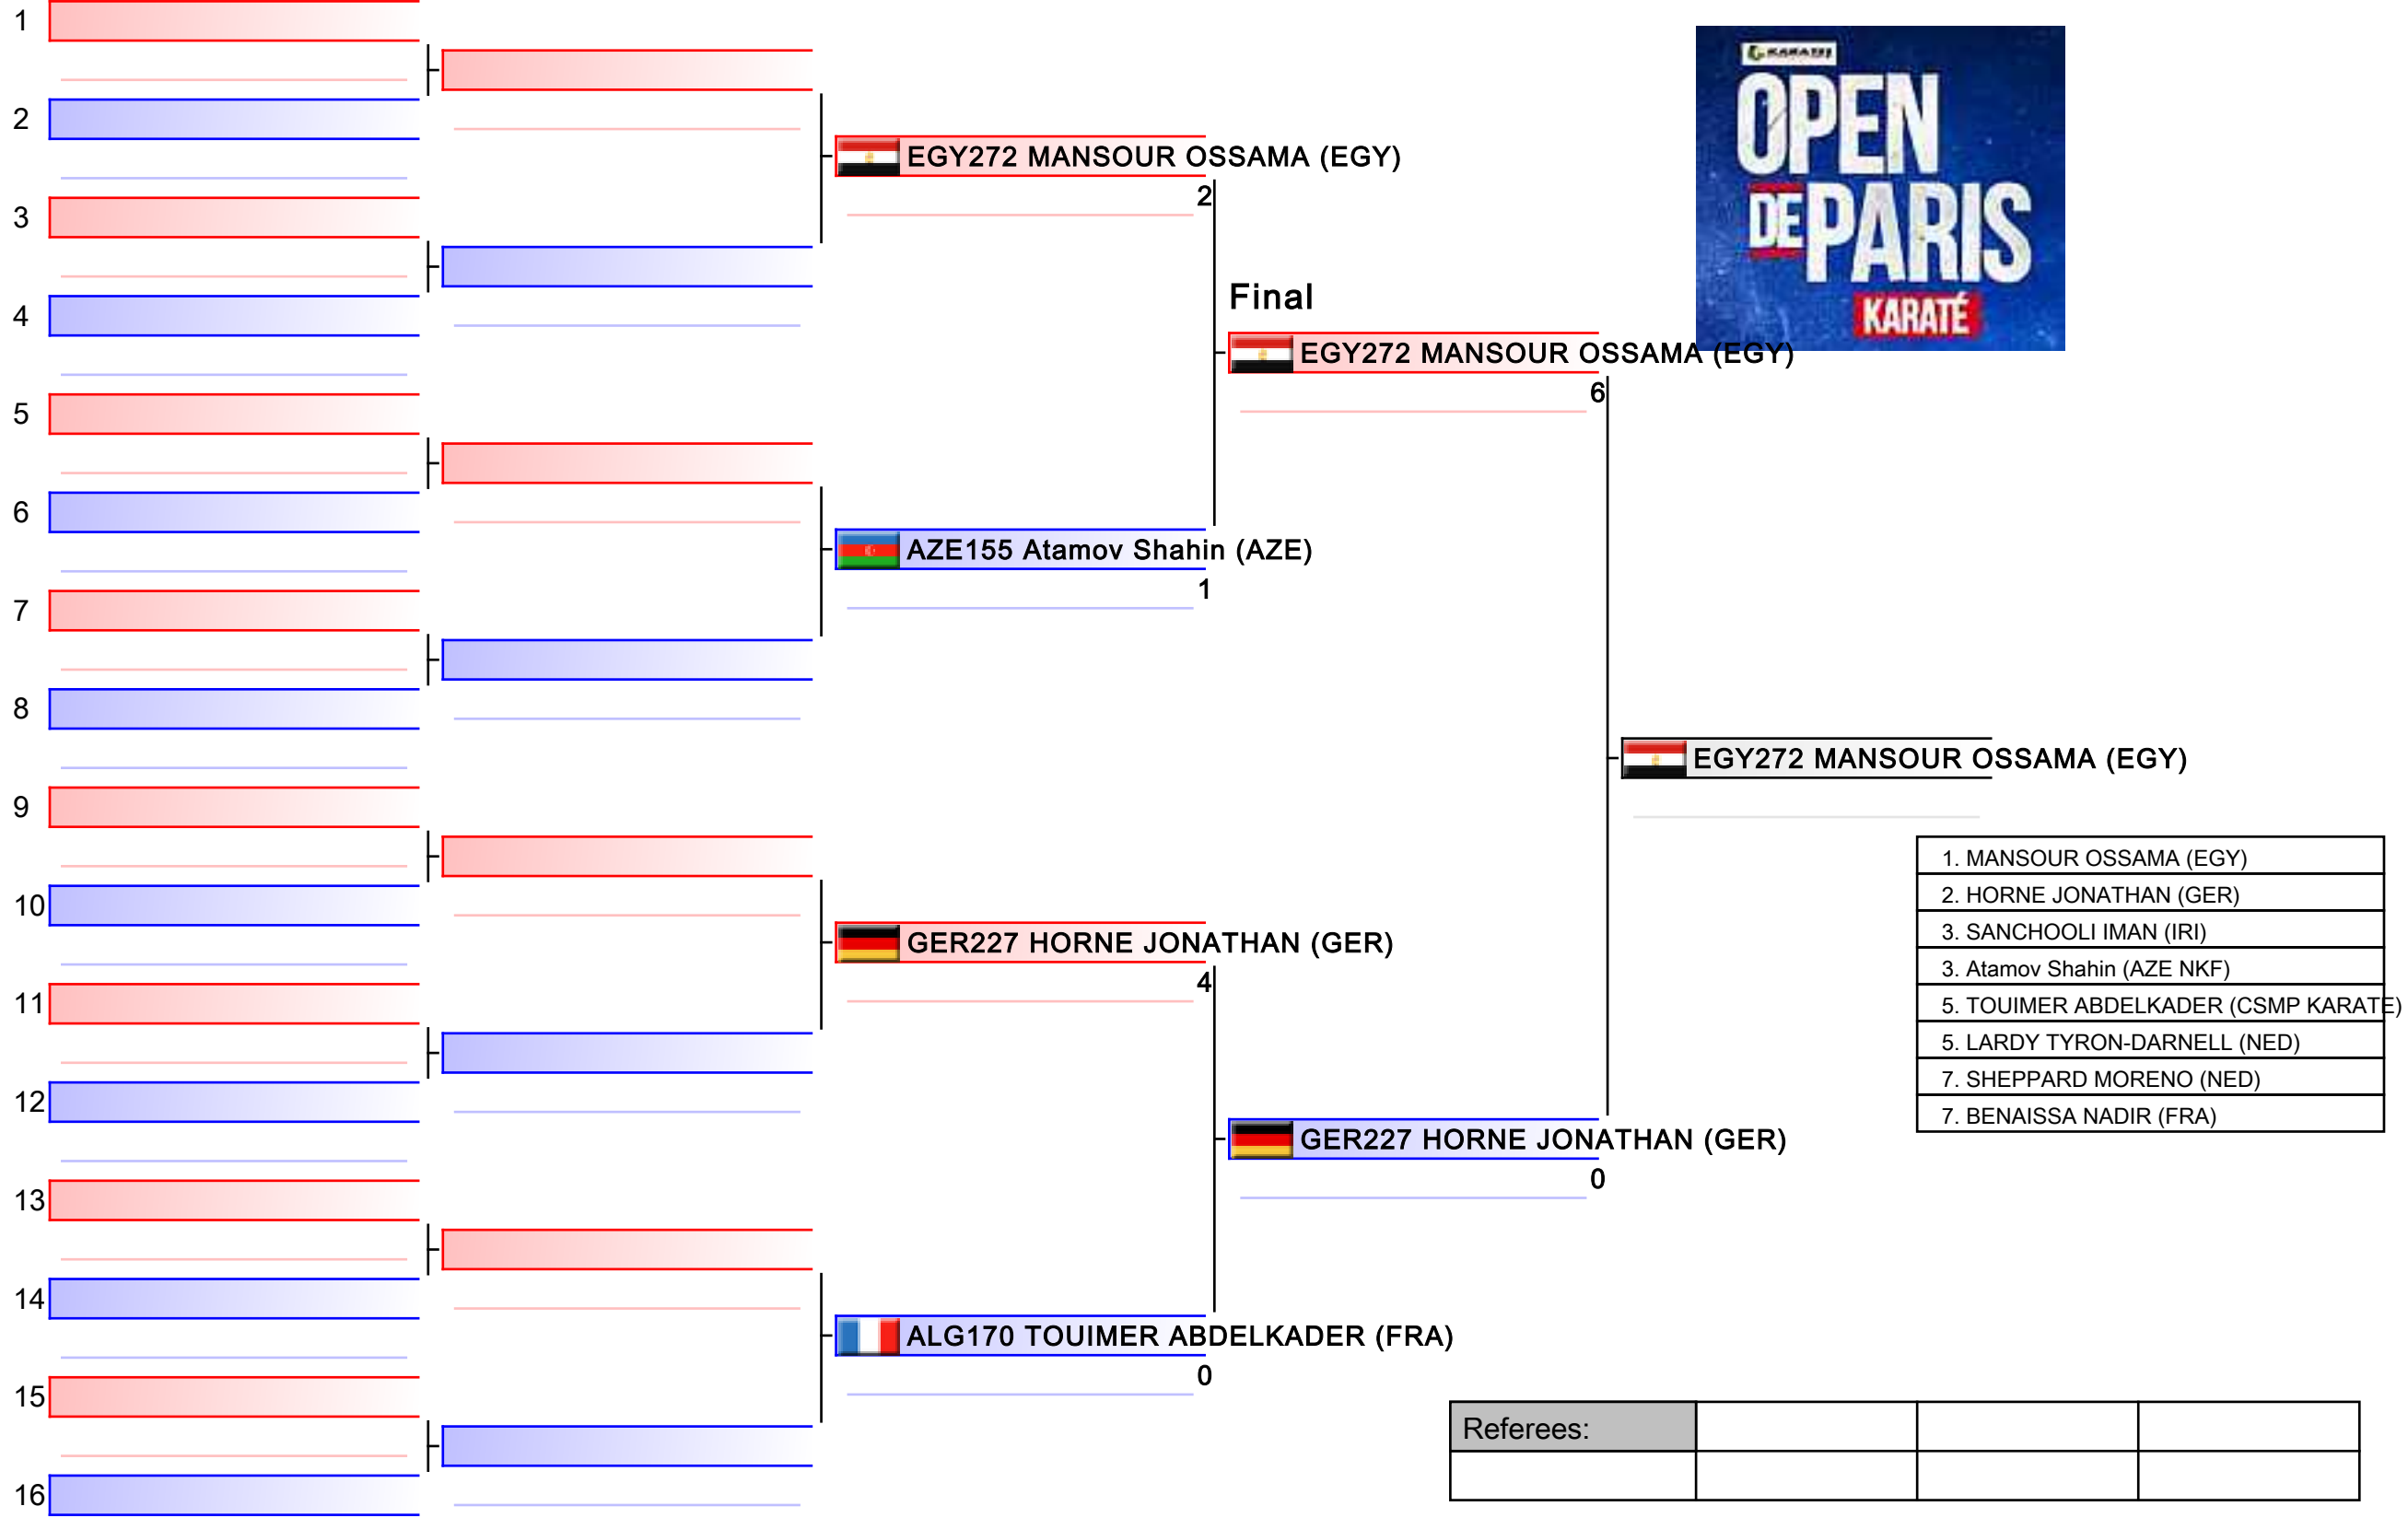 1
2
3
4
5
6
7
8
9
10
11
12
13
14
15
16
EGY272 MANSOUR OSSAMA (EGY)
2
AZE155 Atamov Shahin (AZE)
1
GER227 HORNE JONATHAN (GER)
4
ALG170 TOUIMER ABDELKADER (FRA)
0
Final
EGY272 MANSOUR OSSAMA (EGY)
6
GER227 HORNE JONATHAN (GER)
0
OPEN
DE PARIS
KARATÉ
EGY272 MANSOUR OSSAMA (EGY)
1. MANSOUR OSSAMA (EGY)
2. HORNE JONATHAN (GER)
3. SANCHOOLI IMAN (IRI)
3. Atamov Shahin (AZE NKF)
5. TOUIMER ABDELKADER (CSMP KARATE)
5. LARDY TYRON-DARNELL (NED)
7. SHEPPARD MORENO (NED)
7. BENAISSA NADIR (FRA)
Referees: